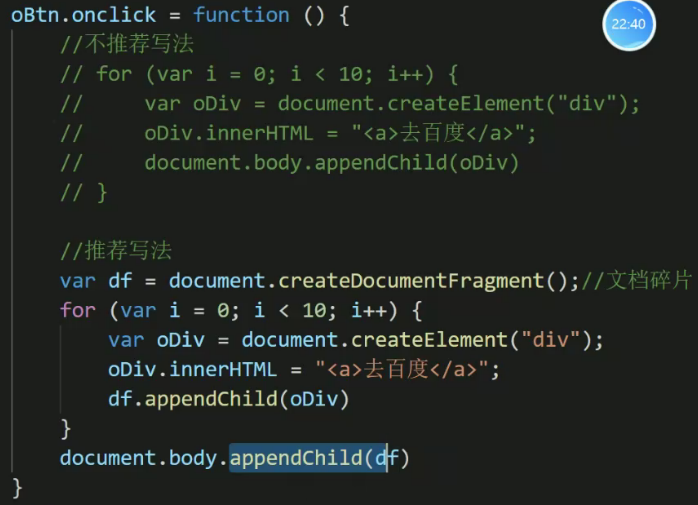 oBtn.onclick = function () {
22:40
//不推荐写法
// for (var i = 0; i < 10; i++) {
//     var oDiv = document.createElement("div");
//     oDiv.innerHTML = "<a>去百度</a>";
//     document.body.appendChild(oDiv)
// }
//推荐写法
var df = document.createDocumentFragment();//文档碎片
for (var i = 0; i < 10; i++) {
var oDiv = document.createElement("div");
oDiv.innerHTML = "<a>去百度</a>";
df.appendChild(oDiv)
}
document.body.appendChild(df)
}